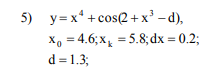 5) y = x⁴ + cos(2 + x³ − d),
x₀ = 4.6; xₖ = 5.8; dx = 0.2;
d = 1.3;